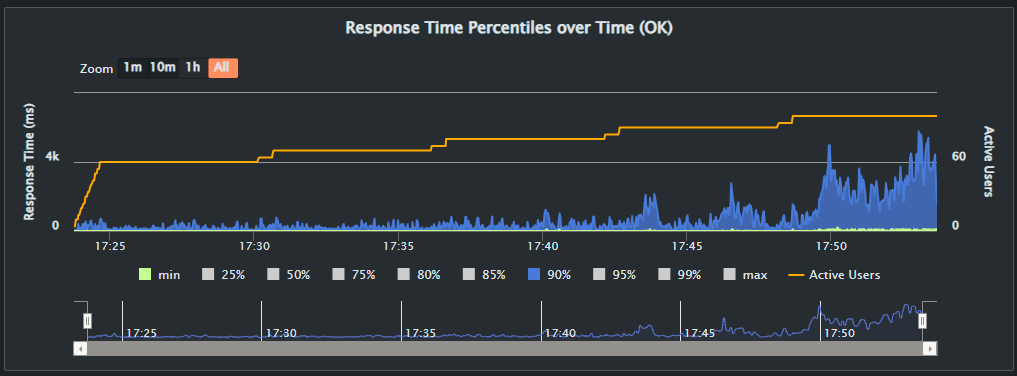 Response Time Percentiles over Time (OK)
Zoom 1m 10m 1h All
Response Time (ms)
4k
0
Active Users
60
0
17:25 17:30 17:35 17:40 17:45 17:50
min 25% 50% 75% 80% 85% 90% 95% 99% max Active Users
17:25 17:30 17:35 17:40 17:45 17:50